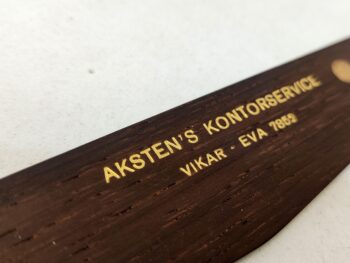 AKSTEN'S KONTORSERVICE
VIKAR - EVA 7852